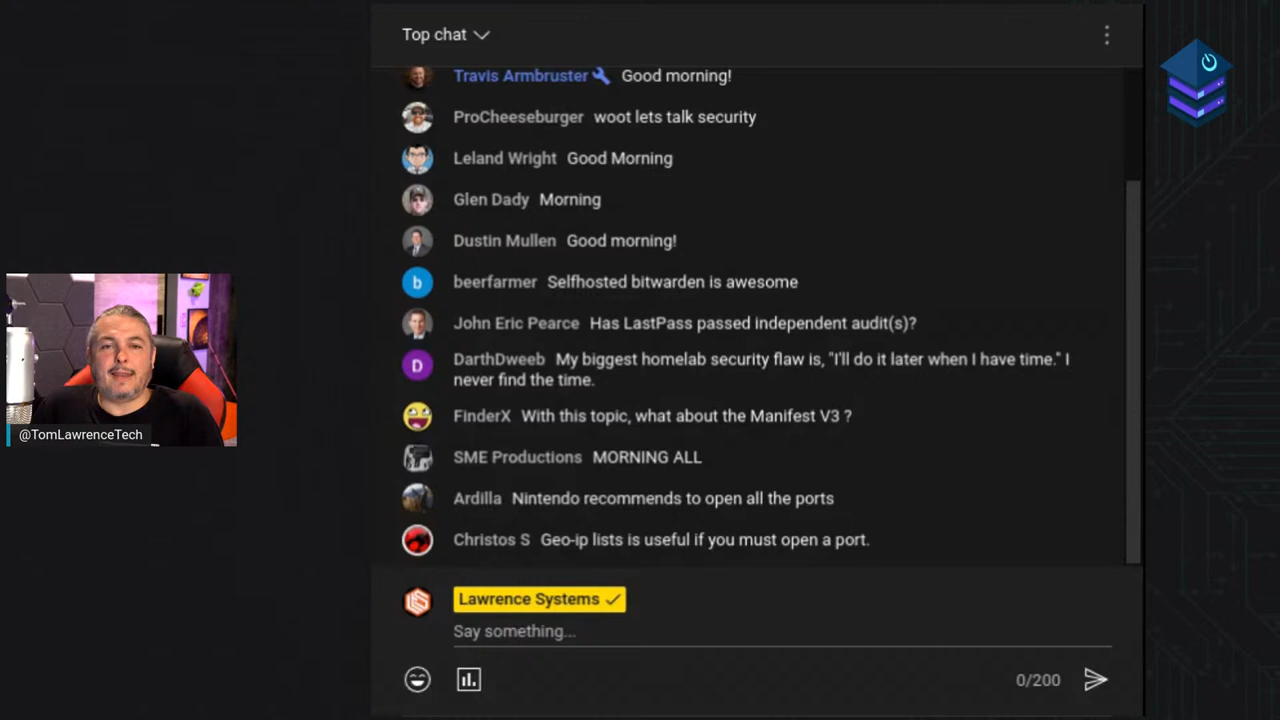 Top chat
Travis Armbruster Good morning!
ProCheeseburger woot lets talk security
Leland Wright Good Morning
Glen Dady Morning
Dustin Mullen Good morning!
b beerfarmer Selfhosted bitwarden is awesome
John Eric Pearce Has LastPass passed independent audit(s)?
D DarthDweeb My biggest homelab security flaw is, "I'll do it later when I have time." I
never find the time.
FinderX With this topic, what about the Manifest V3 ?
SME Productions MORNING ALL
Ardilla Nintendo recommends to open all the ports
Christos S Geo-ip lists is useful if you must open a port.
Lawrence Systems
Say something...
0/200
@TomLawrenceTech